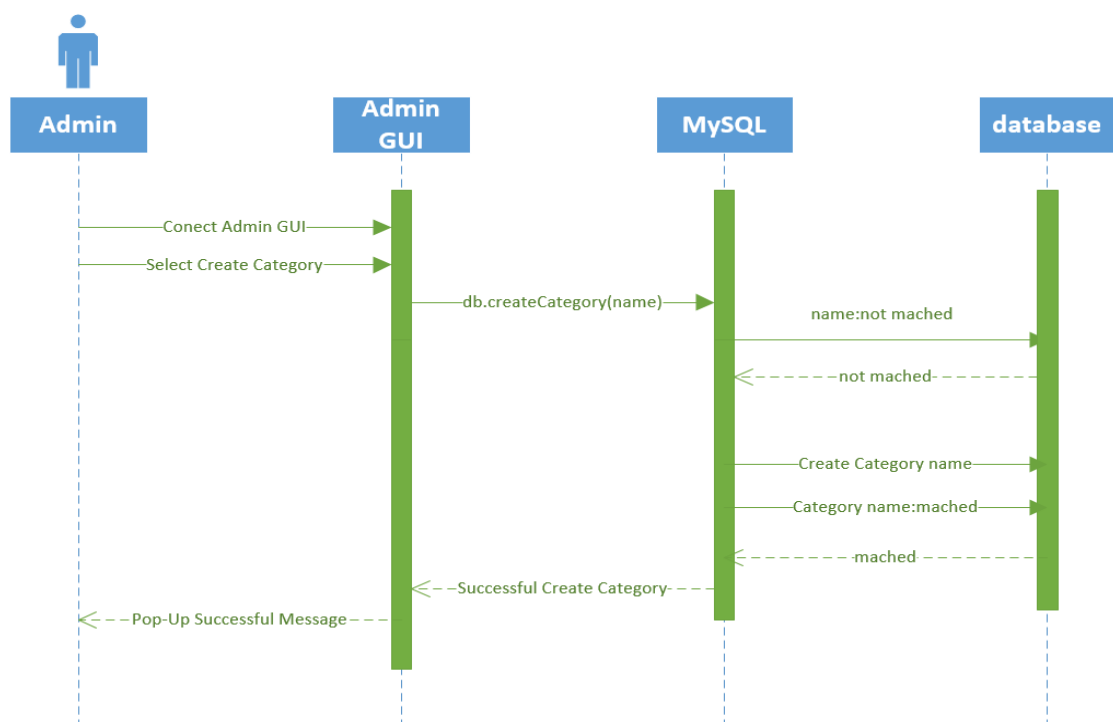 Admin
Admin
GUI
MySQL
database
Conect Admin GUI
Select Create Category
db.createCategory(name)
name:not mached
not mached
Create Category name
Category name:mached
mached
Successful Create Category
Pop-Up Successful Message